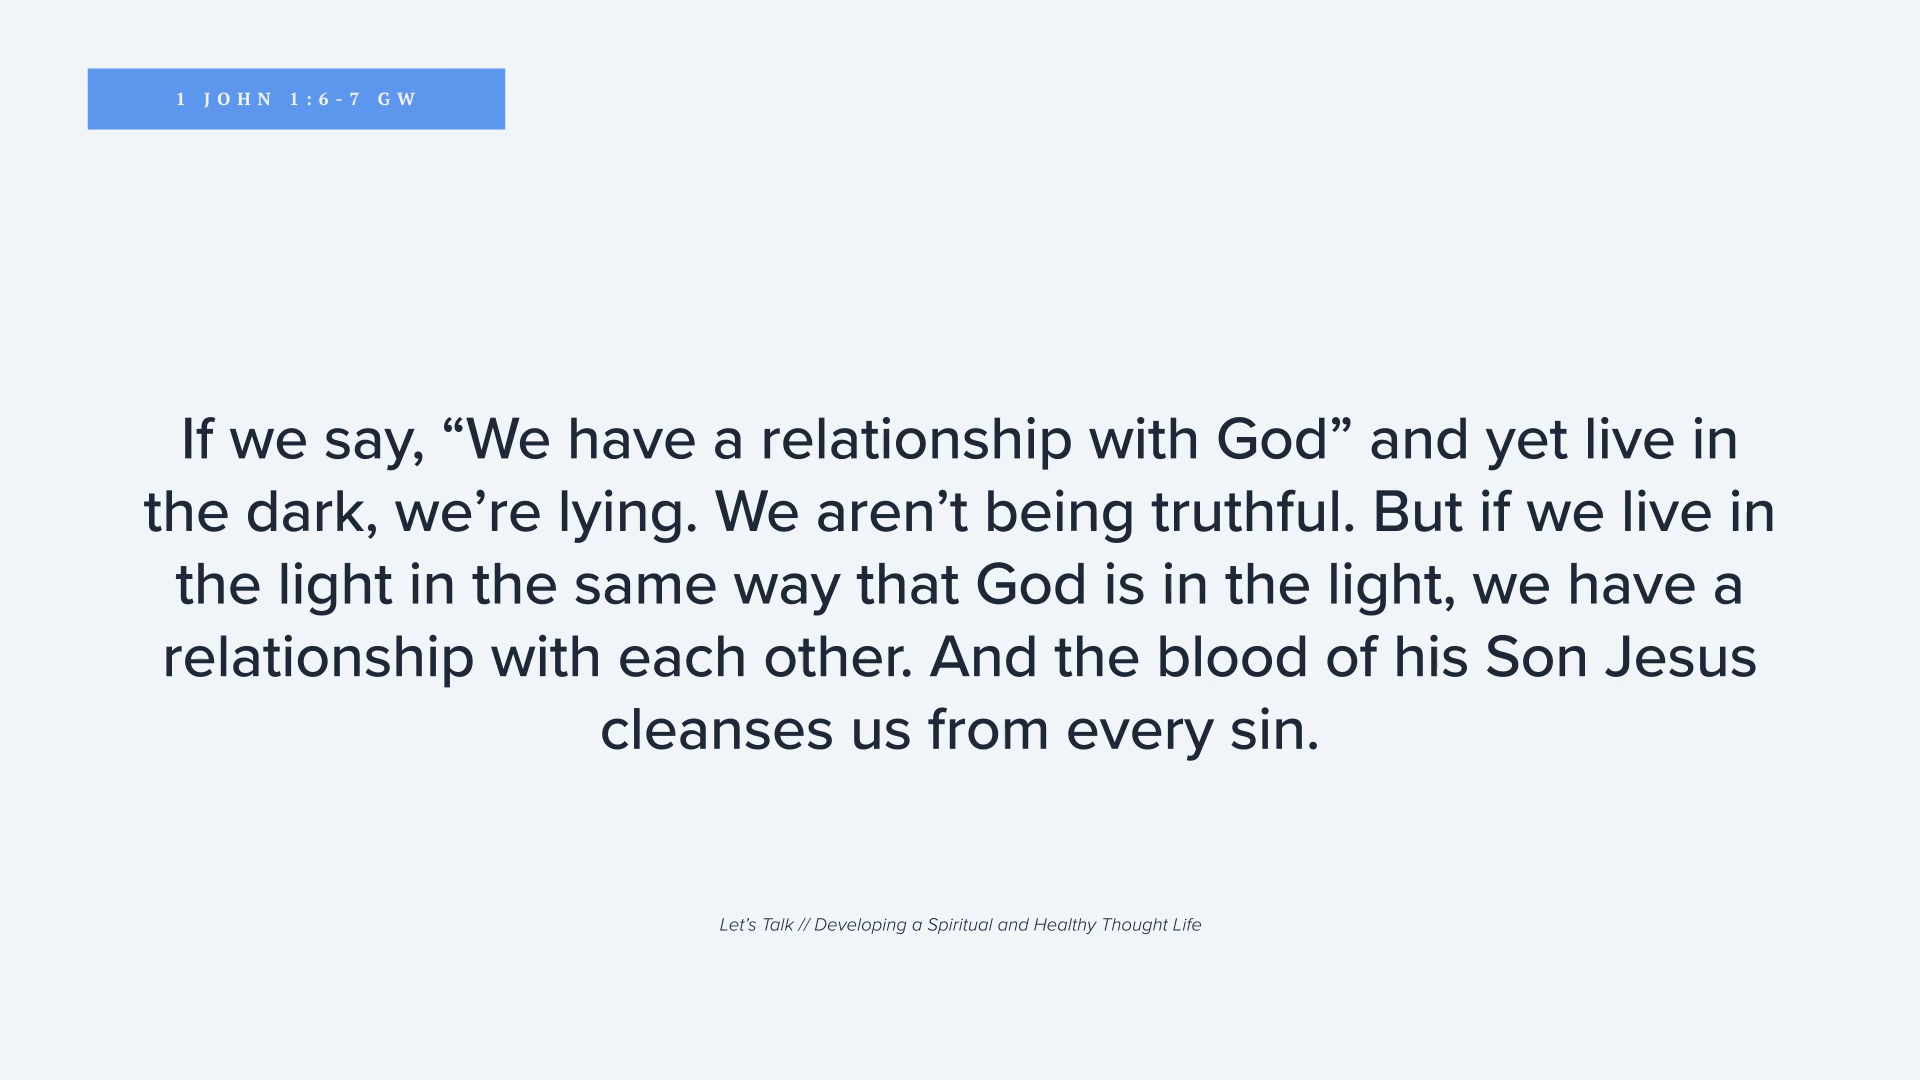 1 JOHN 1:6-7 GW
If we say, “We have a relationship with God” and yet live in
the dark, we’re lying. We aren’t being truthful. But if we live in
the light in the same way that God is in the light, we have a
relationship with each other. And the blood of his Son Jesus
cleanses us from every sin.
Let’s Talk // Developing a Spiritual and Healthy Thought Life